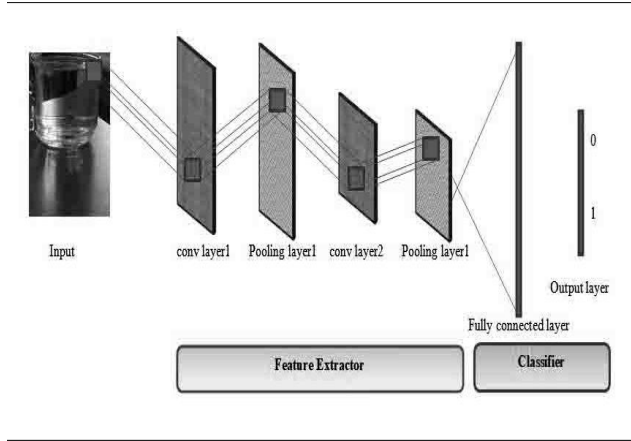 Input
conv layer1
Pooling layer1
conv layer2
Pooling layer1
0
1
Output layer
Fully connected layer
Feature Extractor
Classifier